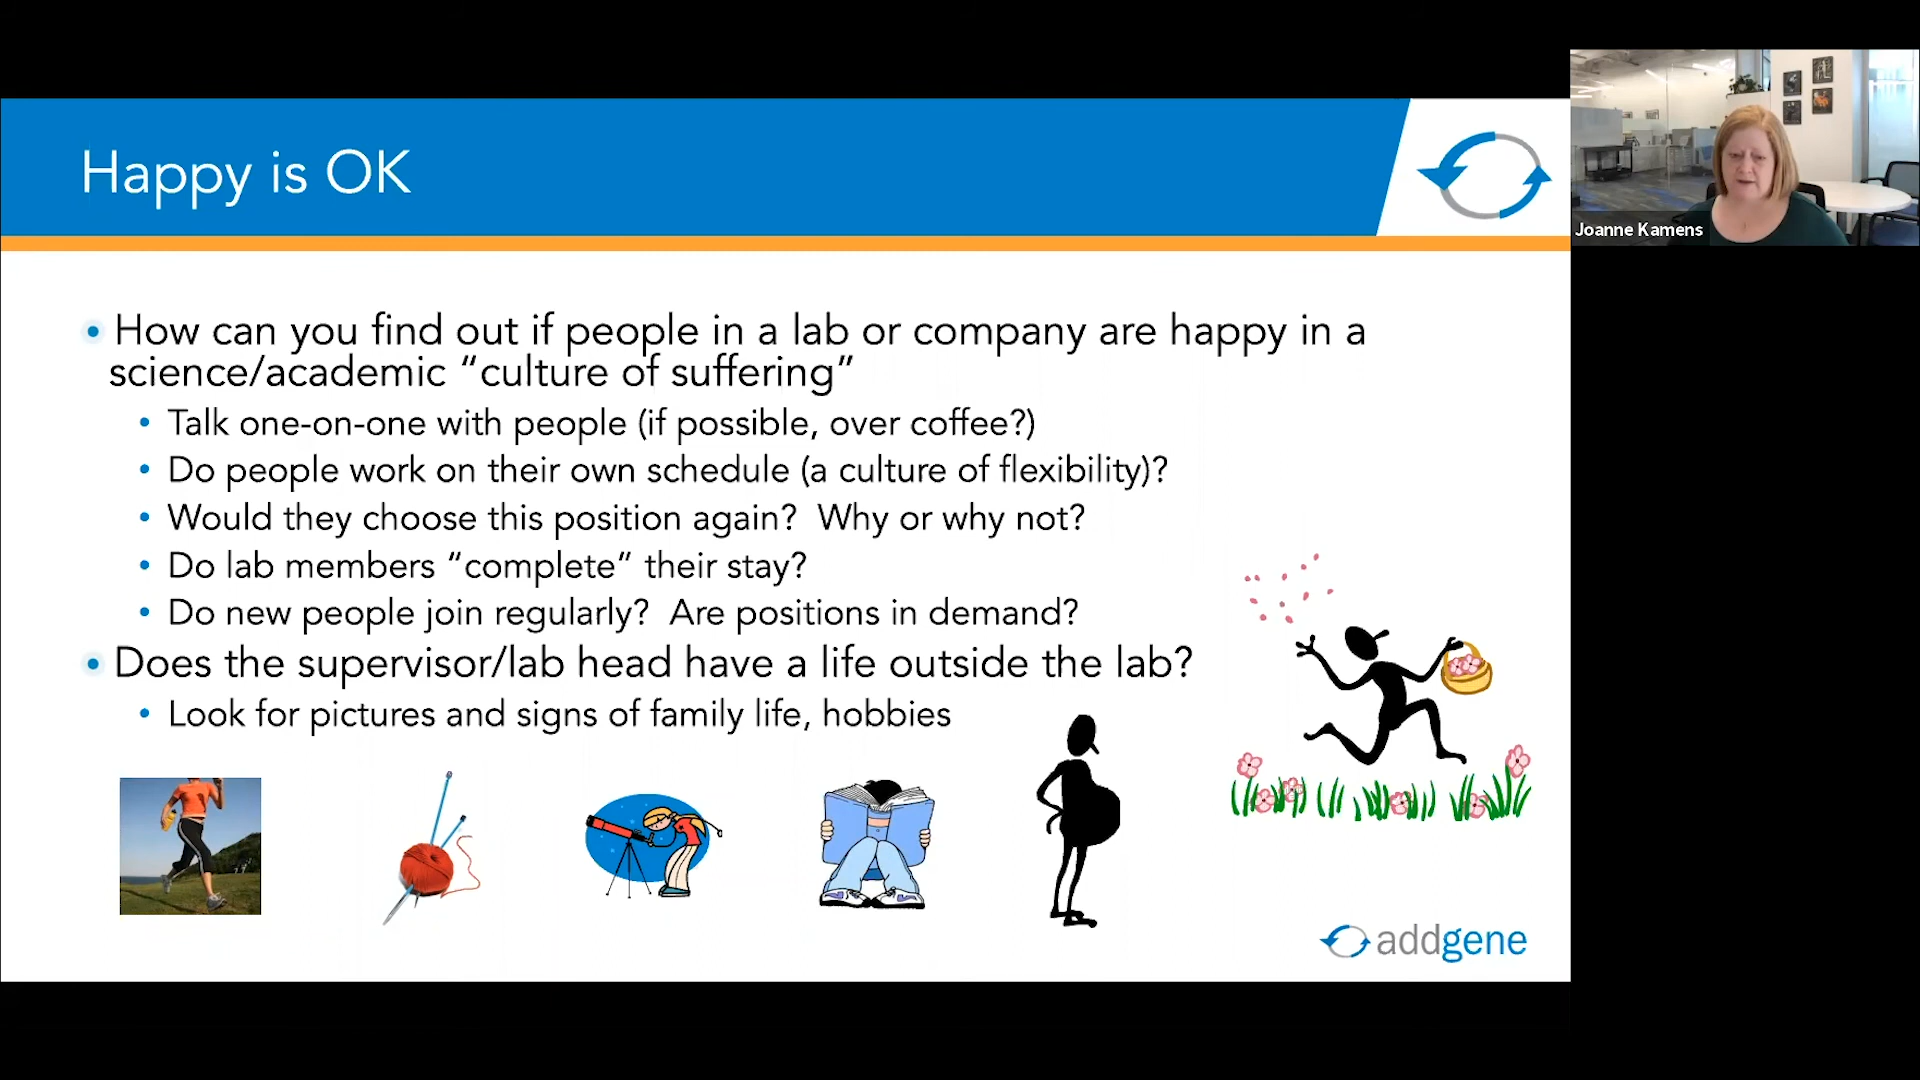 Happy is OK
Joanne Kamens
• How can you find out if people in a lab or company are happy in a
science/academic “culture of suffering”
• Talk one-on-one with people (if possible, over coffee?)
• Do people work on their own schedule (a culture of flexibility)?
• Would they choose this position again?  Why or why not?
• Do lab members “complete” their stay?
• Do new people join regularly?  Are positions in demand?
• Does the supervisor/lab head have a life outside the lab?
• Look for pictures and signs of family life, hobbies
addgene